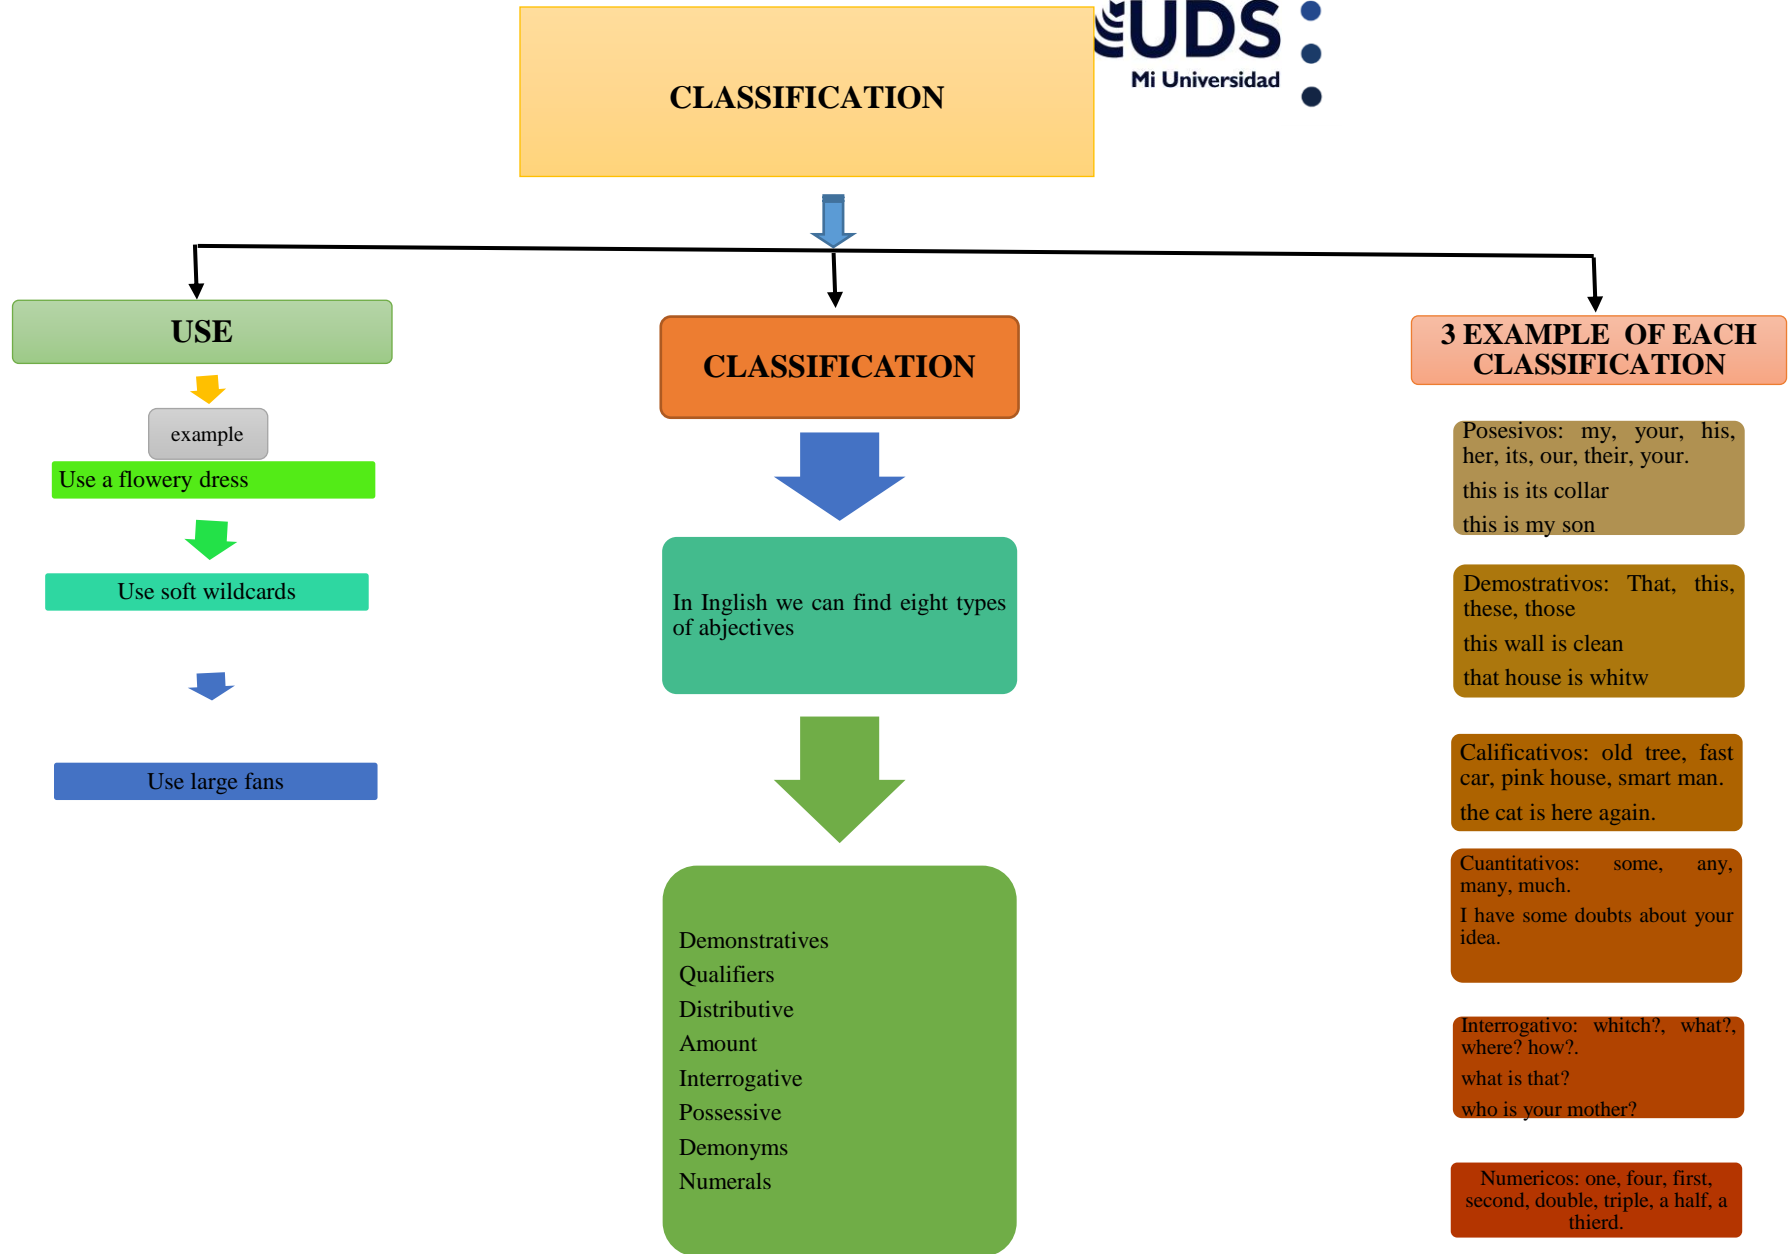 CLASSIFICATION
UDS
Mi Universidad
USE
example
Use a flowery dress
Use soft wildcards
Use large fans
CLASSIFICATION
In Inglish we can find eight types
of abjectives
Demonstratives
Qualifiers
Distributive
Amount
Interrogative
Possessive
Demonyms
Numerals
3 EXAMPLE OF EACH
CLASSIFICATION
Posesivos: my, your, his,
her, its, our, their, your.
this is its collar
this is my son
Demostrativos: That, this,
these, those
this wall is clean
that house is whitw
Calificativos: old tree, fast
car, pink house, smart man.
the cat is here again.
Cuantitativos: some, any,
many, much.
I have some doubts about your
idea.
Interrogativo: whitch?, what?,
where? how?.
what is that?
who is your mother?
Numericos: one, four, first,
second, double, triple, a half, a
thierd.